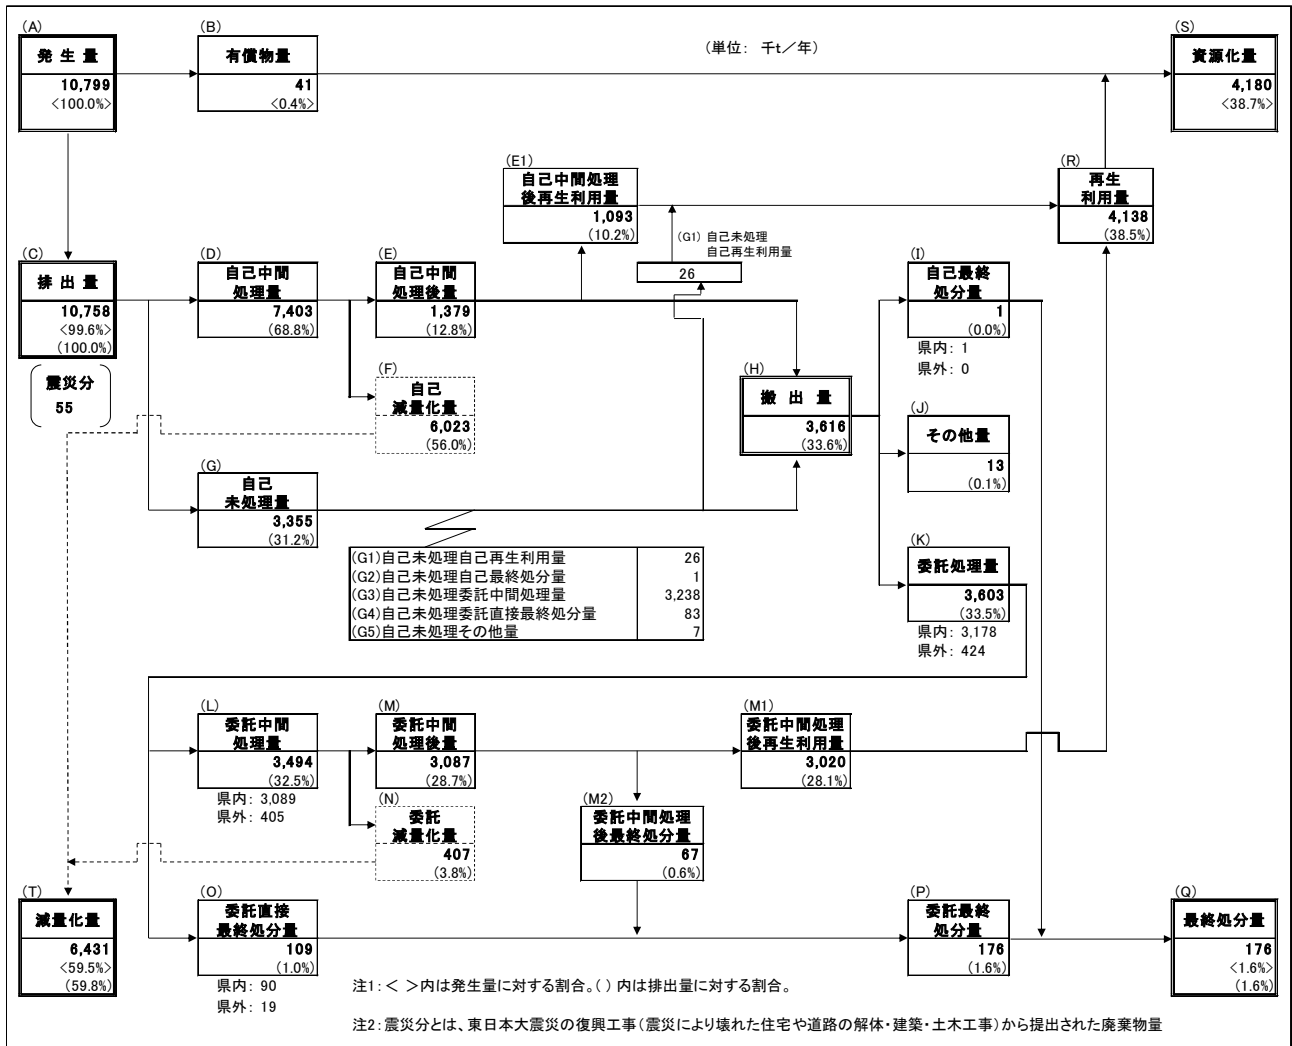 (A)
発生量
10,799
<100.0%>
(B)
有償物量
41
<0.4%>
(単位： 千t／年)
(S)
資源化量
4,180
<38.7%>
(E1)
自己中間処理
後再生利用量
1,093
(10.2%)
(G1) 自己未処理
自己再生利用量
26
(R)
再生
利用量
4,138
(38.5%)
(C)
排出量
10,758
<99.6%>
(100.0%)
震災分
55
(D)
自己中間
処理量
7,403
(68.8%)
(E)
自己中間
処理後量
1,379
(12.8%)
(F)
自己
減量化量
6,023
(56.0%)
(G)
自己
未処理量
3,355
(31.2%)
(G1)自己未処理自己再生利用量 26
(G2)自己未処理自己最終処分量 1
(G3)自己未処理委託中間処理量 3,238
(G4)自己未処理委託直接最終処分量 83
(G5)自己未処理その他量 7
(H)
搬出量
3,616
(33.6%)
(I)
自己最終
処分量
1
(0.0%)
県内： 1
県外： 0
(J)
その他量
13
(0.1%)
(K)
委託処理量
3,603
(33.5%)
県内： 3,178
県外： 424
(L)
委託中間
処理量
3,494
(32.5%)
県内： 3,089
県外： 405
(M)
委託中間
処理後量
3,087
(28.7%)
(N)
委託
減量化量
407
(3.8%)
(M1)
委託中間処理
後再生利用量
3,020
(28.1%)
(M2)
委託中間処理
後最終処分量
67
(0.6%)
(T)
減量化量
6,431
<59.5%>
(59.8%)
(O)
委託直接
最終処分量
109
(1.0%)
県内： 90
県外： 19
(P)
委託最終
処分量
176
(1.6%)
(Q)
最終処分量
176
<1.6%>
(1.6%)
注1：＜ ＞内は発生量に対する割合。( ) 内は排出量に対する割合。
注2：震災分とは、東日本大震災の復興工事（震災により壊れた住宅や道路の解体・建築・土木工事）から提出された廃棄物量